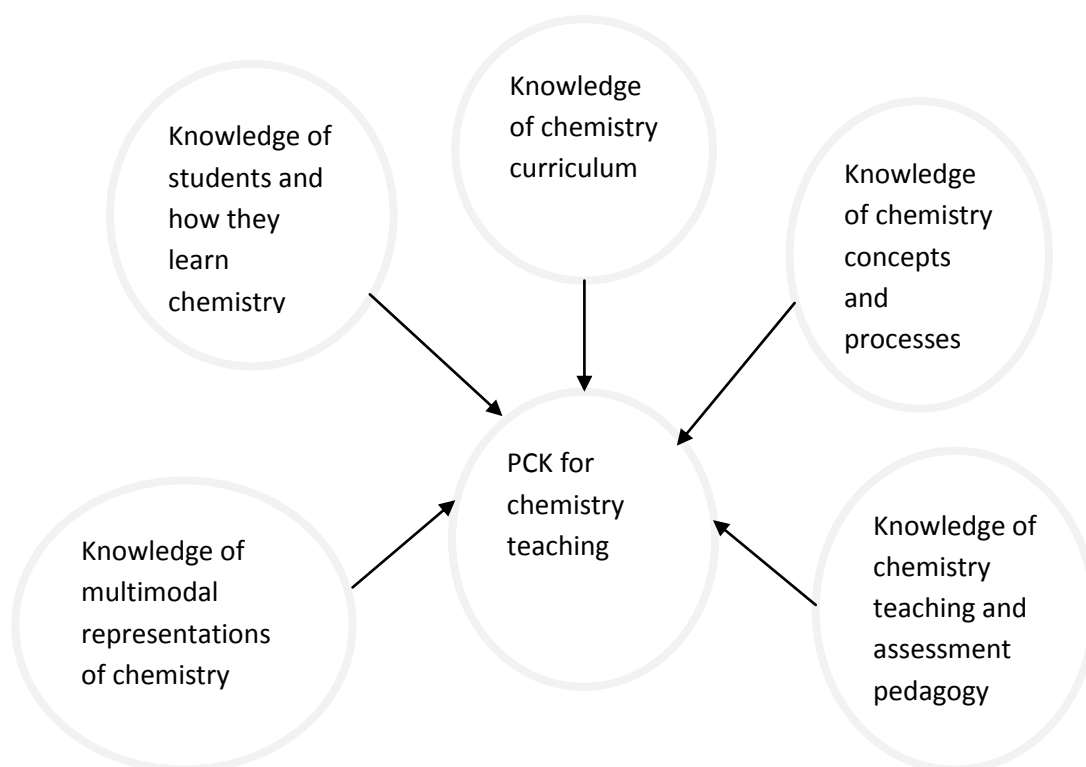 Knowledge
of chemistry
curriculum
Knowledge of
students and
how they
learn
chemistry
Knowledge
of chemistry
concepts
and
processes
PCK for
chemistry
teaching
Knowledge of
multimodal
representations
of chemistry
Knowledge of
chemistry
teaching and
assessment
pedagogy